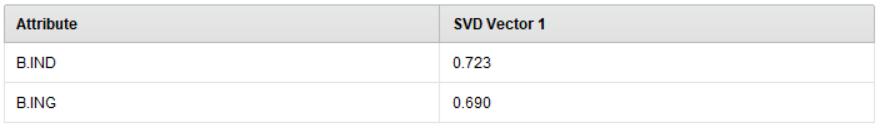 Attribute SVD Vector 1
B.IND 0.723
B.ING 0.690